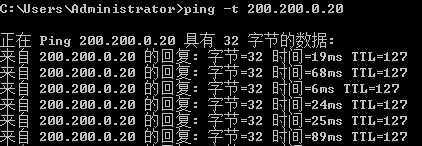 C:\Users\Administrator>ping -t 200.200.0.20
正在 Ping 200.200.0.20 具有 32 字节的数据:
来自 200.200.0.20 的回复: 字节=32 时间=19ms TTL=127
来自 200.200.0.20 的回复: 字节=32 时间=68ms TTL=127
来自 200.200.0.20 的回复: 字节=32 时间=6ms TTL=127
来自 200.200.0.20 的回复: 字节=32 时间=24ms TTL=127
来自 200.200.0.20 的回复: 字节=32 时间=25ms TTL=127
来自 200.200.0.20 的回复: 字节=32 时间=89ms TTL=127